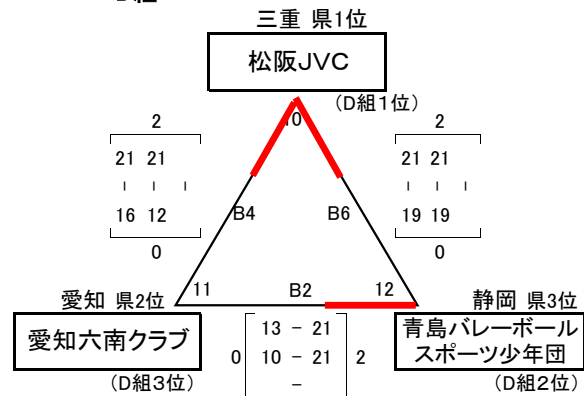 三重 県1位
松阪JVC
(D組1位)
10
2
21 21
- - -
16 12
0
2
21 21
- - -
19 19
0
B4
B6
11
B2
12
愛知 県2位
愛知六南クラブ
(D組3位)
静岡 県3位
青島バレーボール
スポーツ少年団
(D組2位)
13 - 21
0 10 - 21 2
-